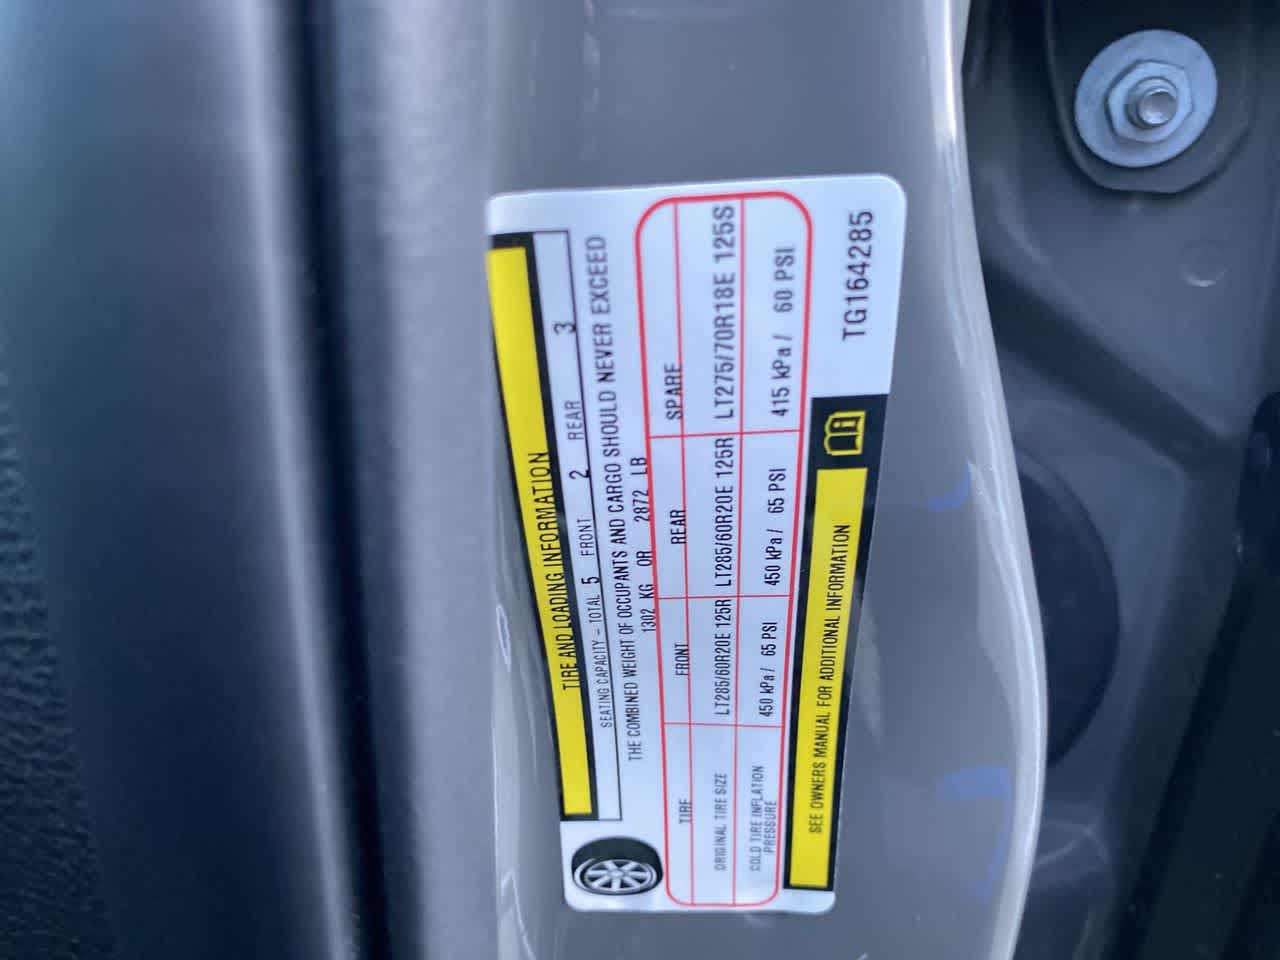 TIRE AND LOADING INFORMATION
SEATING CAPACITY – TOTAL 5 FRONT 2 REAR 3
THE COMBINED WEIGHT OF OCCUPANTS AND CARGO SHOULD NEVER EXCEED
1302 KG OR 2872 LB
TIRE FRONT REAR SPARE
ORIGINAL TIRE SIZE LT285/60R20E 125R LT285/60R20E 125R LT275/70R18E 125S
COLD TIRE INFLATION PRESSURE 450 kPa / 65 PSI 450 kPa / 65 PSI 415 kPa / 60 PSI
SEE OWNERS MANUAL FOR ADDITIONAL INFORMATION
TG164285